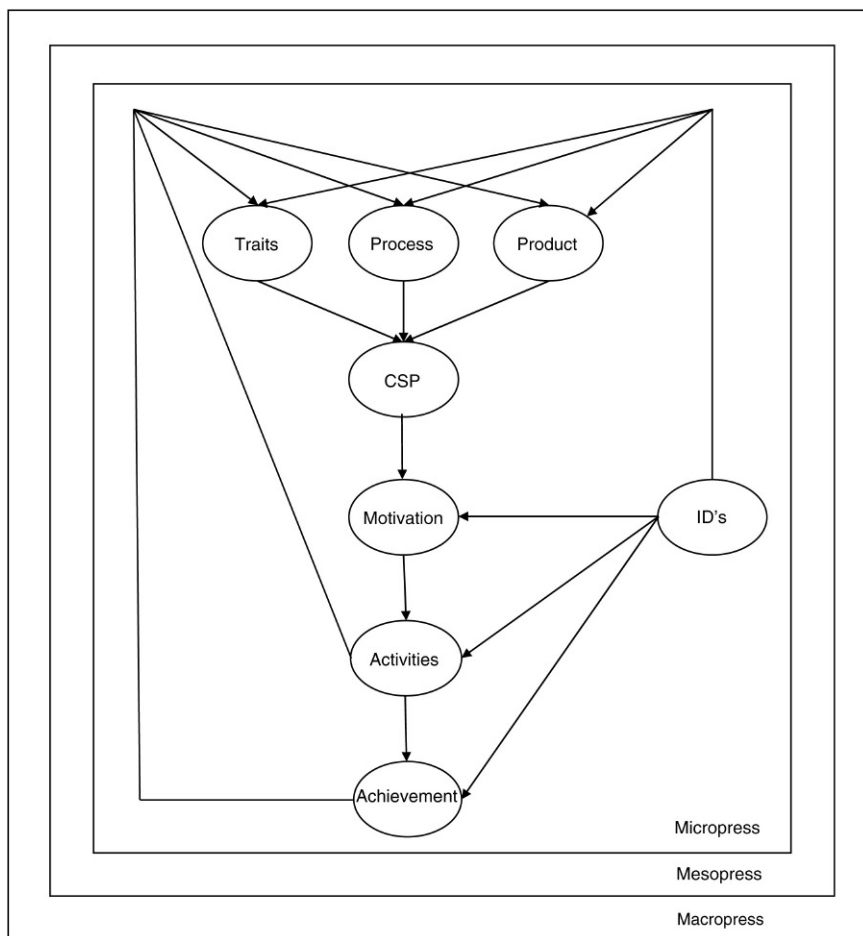 Traits
Process
Product
CSP
Motivation
ID's
Activities
Achievement
Micropress
Mesopress
Macropress